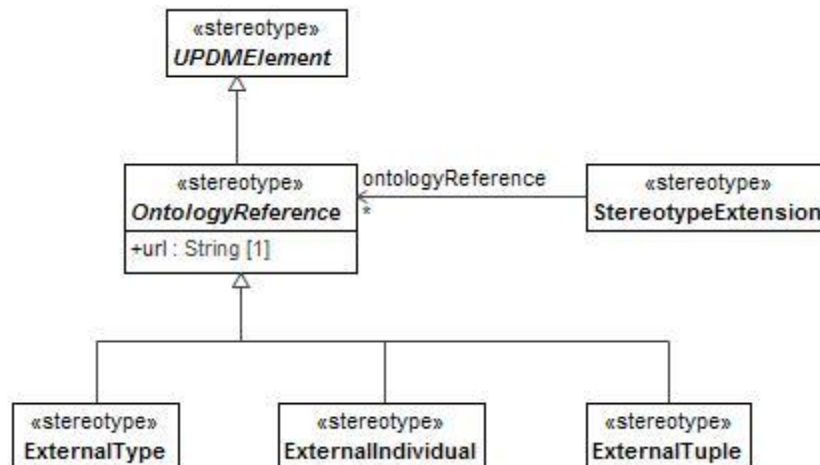 «stereotype»
UPDMElement
«stereotype»
OntologyReference
+url : String [1]
ontologyReference
*
«stereotype»
StereotypeExtension
«stereotype»
ExternalType
«stereotype»
ExternalIndividual
«stereotype»
ExternalTuple